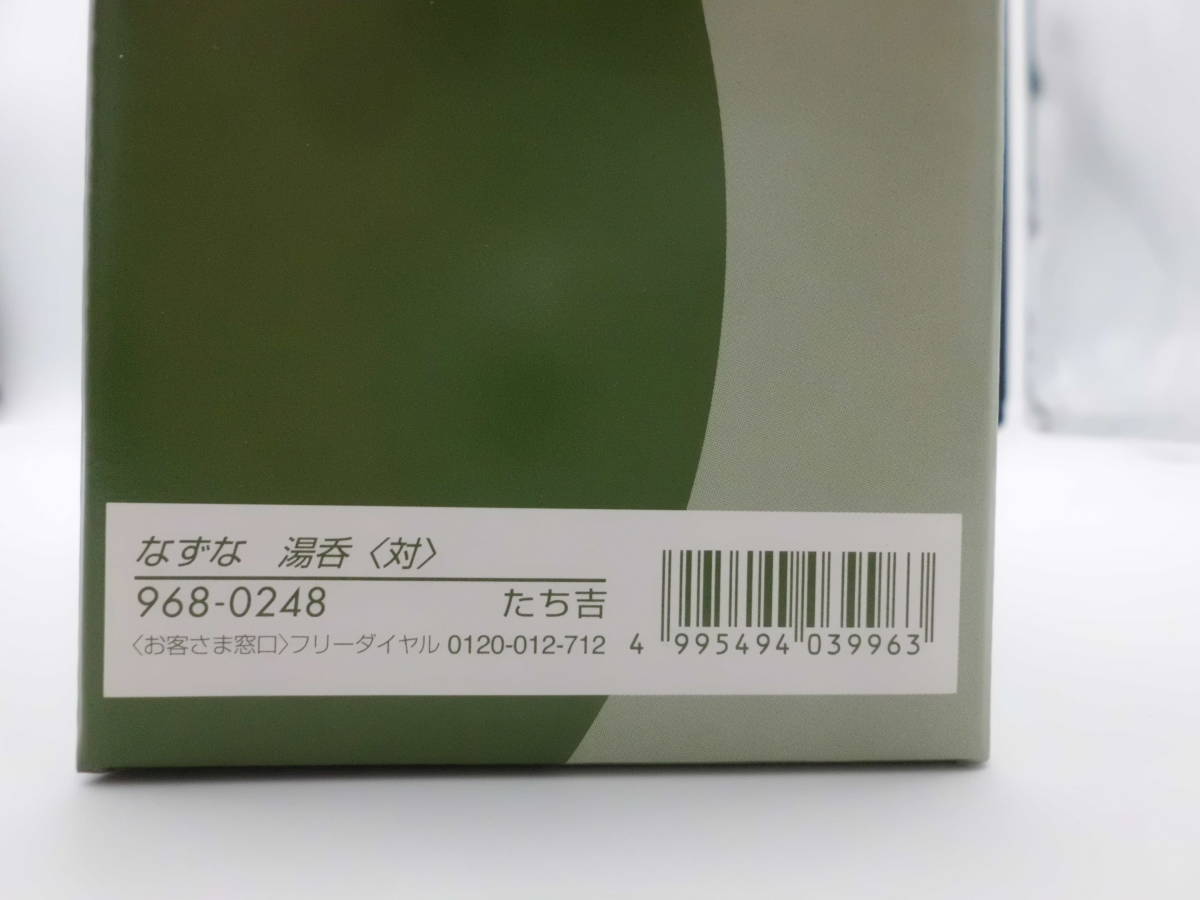 なずな　湯呑〈対〉
968-0248　たち吉
〈お客さま窓口〉フリーダイヤル 0120-012-712
4 995494 039963